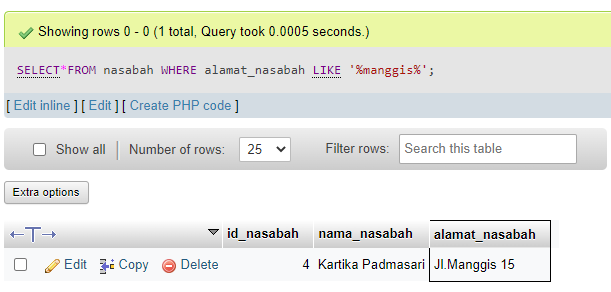 Showing rows 0 - 0 (1 total, Query took 0.0005 seconds.)
SELECT*FROM nasabah WHERE alamat_nasabah LIKE '%manggis%';
[ Edit inline ] [ Edit ] [ Create PHP code ]
Show all Number of rows: 25 Filter rows: Search this table
Extra options
id_nasabah nama_nasabah alamat_nasabah
Edit Copy Delete 4 Kartika Padmasari Jl.Manggis 15